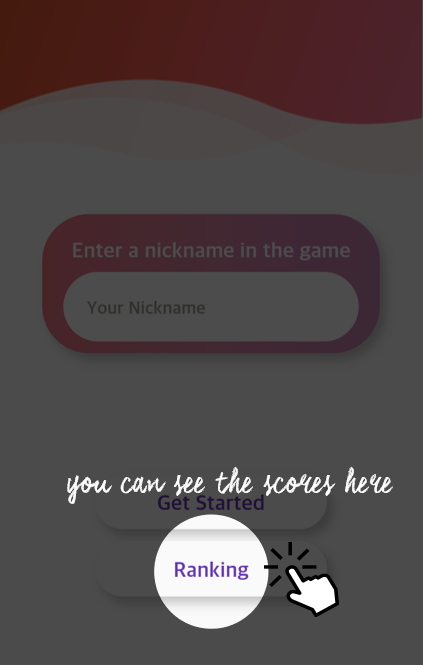 Enter a nickname in the game
Your Nickname
you can see the scores here
Get Started
Ranking